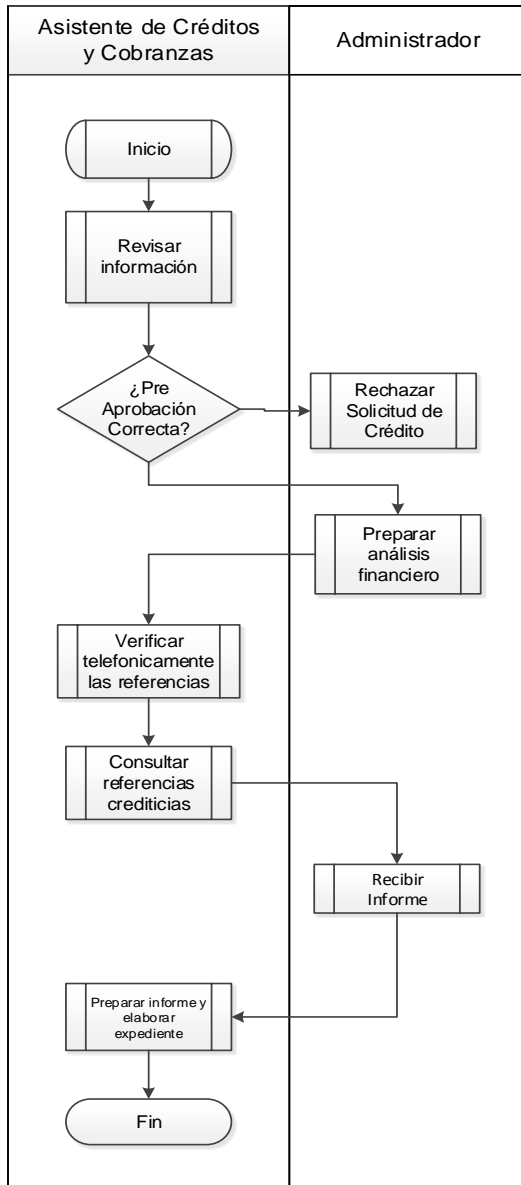 Asistente de Créditos
y Cobranzas
Administrador
Inicio
Revisar
información
¿Pre
Aprobación
Correcta?
Rechazar
Solicitud de
Crédito
Preparar
análisis
financiero
Verificar
telefonicamente
las referencias
Consultar
referencias
crediticias
Recibir
Informe
Preparar informe y
elaborar
expediente
Fin